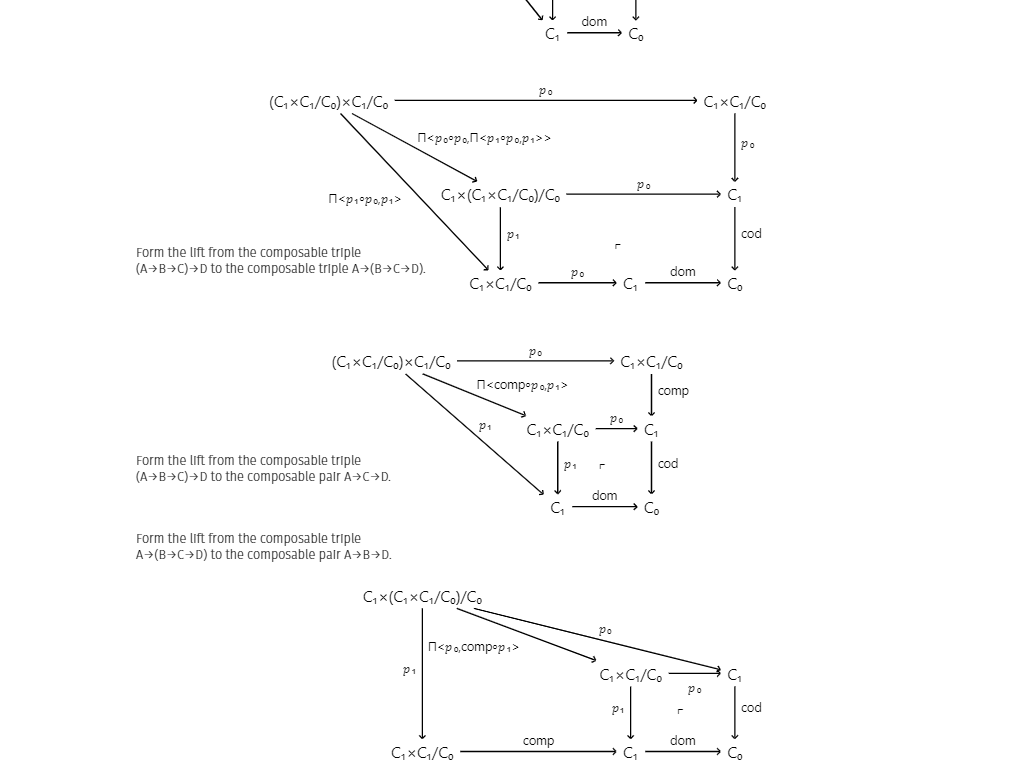 dom
C₁ C₀
p₀
(C₁×C₁/C₀)×C₁/C₀ C₁×C₁/C₀
Π<p₀∘p₀,Π<p₁∘p₀,p₁>> p₀
p₀
Π<p₁∘p₀,p₁> C₁×(C₁×C₁/C₀)/C₀ C₁
p₁ cod
Form the lift from the composable triple
(A→B→C)→D to the composable triple A→(B→C→D).
p₀ dom
C₁×C₁/C₀ C₁ C₀
p₀
(C₁×C₁/C₀)×C₁/C₀ C₁×C₁/C₀
Π<comp∘p₀,p₁> comp
p₀
p₁ C₁×C₁/C₀ C₁
Form the lift from the composable triple p₁ cod
(A→B→C)→D to the composable pair A→C→D.
dom
C₁ C₀
Form the lift from the composable triple
A→(B→C→D) to the composable pair A→B→D.
C₁×(C₁×C₁/C₀)/C₀
p₀
Π<p₀,comp∘p₁>
p₁ C₁×C₁/C₀ C₁
p₀
p₁ cod
comp dom
C₁×C₁/C₀ C₁ C₀